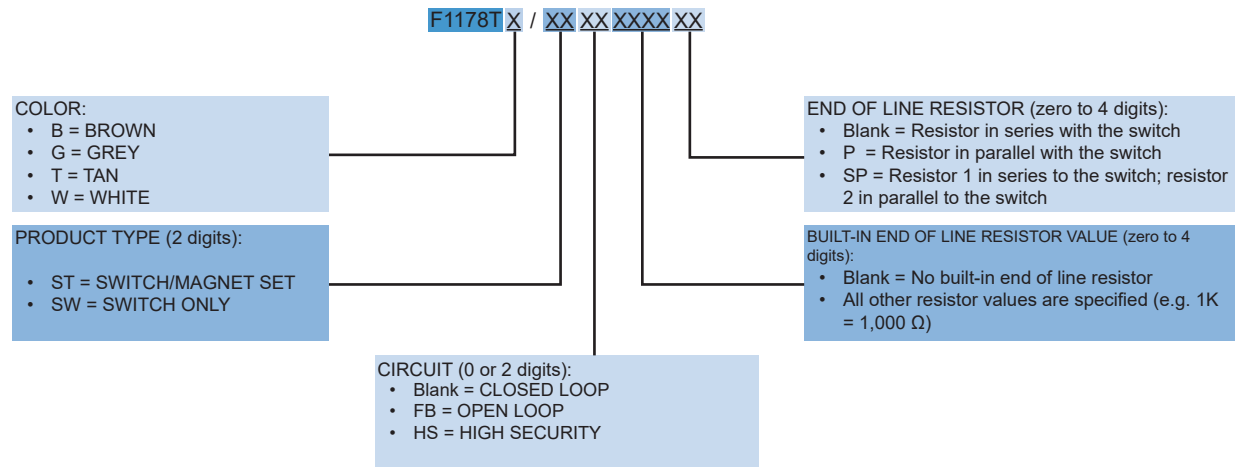 F1178T X / XX XX XXXX XX
COLOR:
• B = BROWN
• G = GREY
• T = TAN
• W = WHITE
PRODUCT TYPE (2 digits):
• ST = SWITCH/MAGNET SET
• SW = SWITCH ONLY
CIRCUIT (0 or 2 digits):
• Blank = CLOSED LOOP
• FB = OPEN LOOP
• HS = HIGH SECURITY
END OF LINE RESISTOR (zero to 4 digits):
• Blank = Resistor in series with the switch
• P = Resistor in parallel with the switch
• SP = Resistor 1 in series to the switch; resistor
2 in parallel to the switch
BUILT-IN END OF LINE RESISTOR VALUE (zero to 4
digits):
• Blank = No built-in end of line resistor
• All other resistor values are specified (e.g. 1K
= 1,000 Ω)